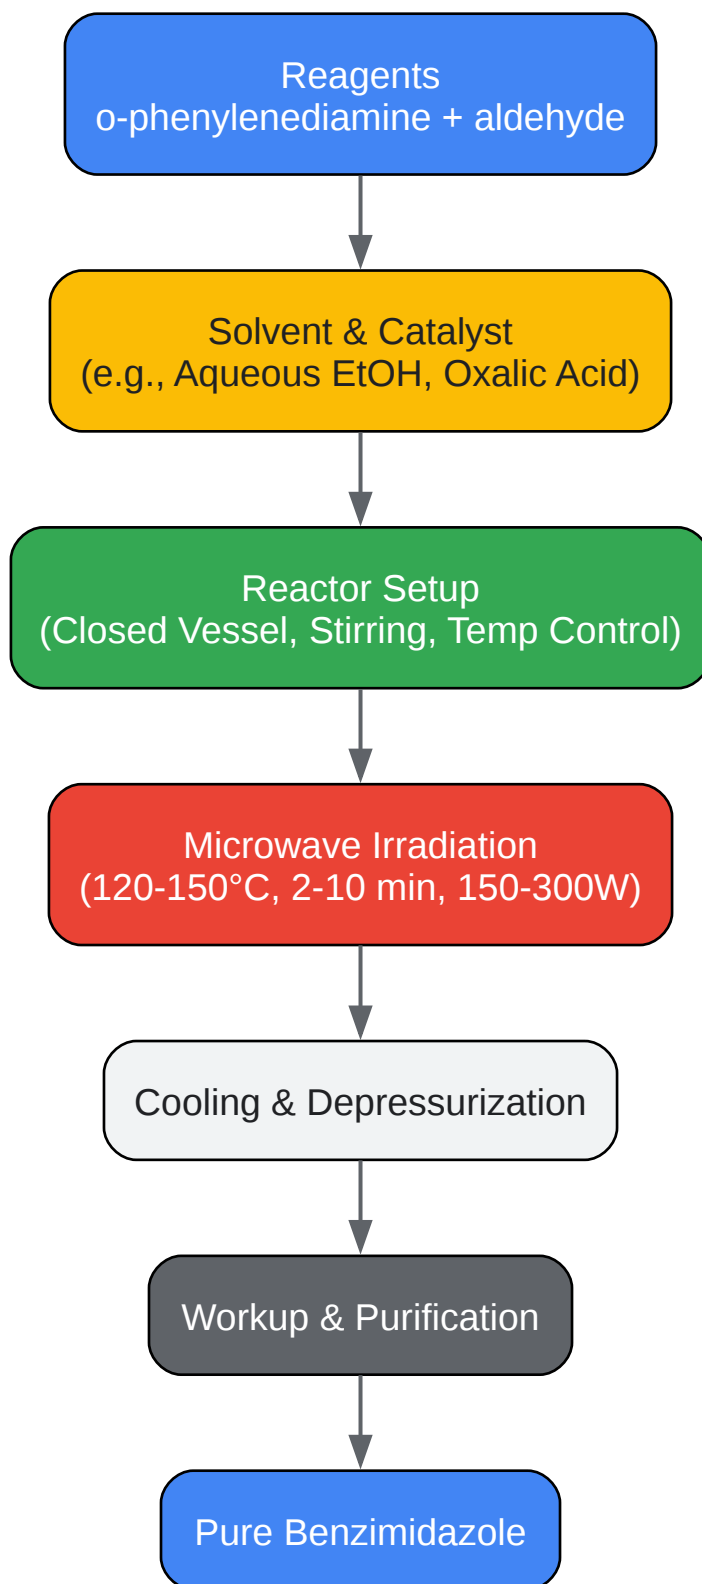 Reagents
o-phenylenediamine + aldehyde
Solvent & Catalyst
(e.g., Aqueous EtOH, Oxalic Acid)
Reactor Setup
(Closed Vessel, Stirring, Temp Control)
Microwave Irradiation
(120-150°C, 2-10 min, 150-300W)
Cooling & Depressurization
Workup & Purification
Pure Benzimidazole